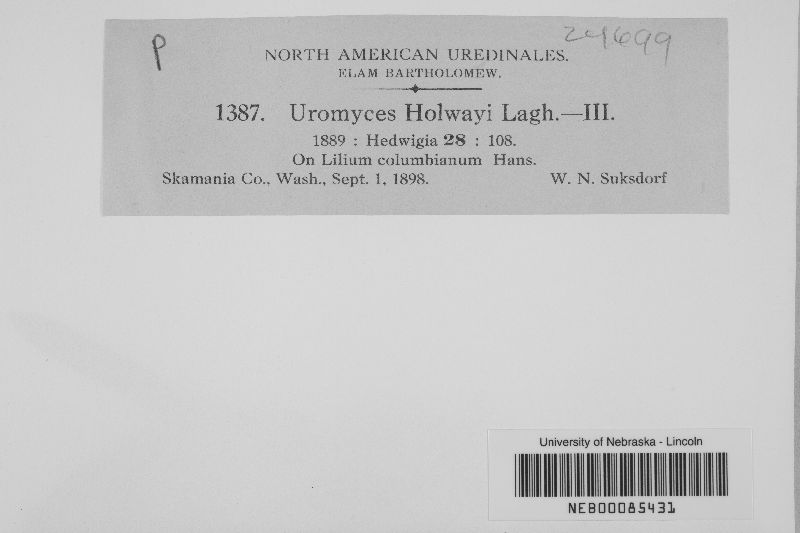 P
24699
NORTH AMERICAN UREDINALES.
ELAM BARTHOLOMEW.
1387. Uromyces Holwayi Lagh.—III.
1889 : Hedwigia 28 : 108.
On Lilium columbianum Hans.
Skamania Co., Wash., Sept. 1, 1898. W. N. Suksdorf
University of Nebraska - Lincoln
NEB00085431